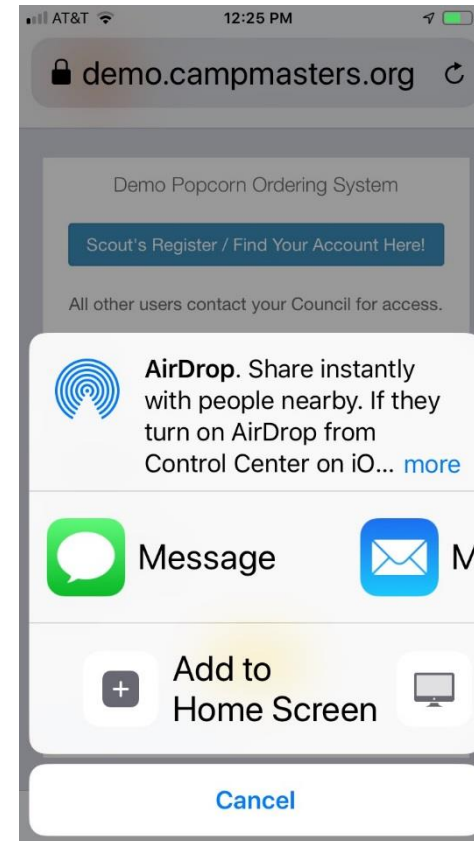 AT&T 12:25 PM
demo.campmasters.org
Demo Popcorn Ordering System
Scout's Register / Find Your Account Here!
All other users contact your Council for access.
AirDrop. Share instantly
with people nearby. If they
turn on AirDrop from
Control Center on iO... more
Message M
Add to
Home Screen
Cancel